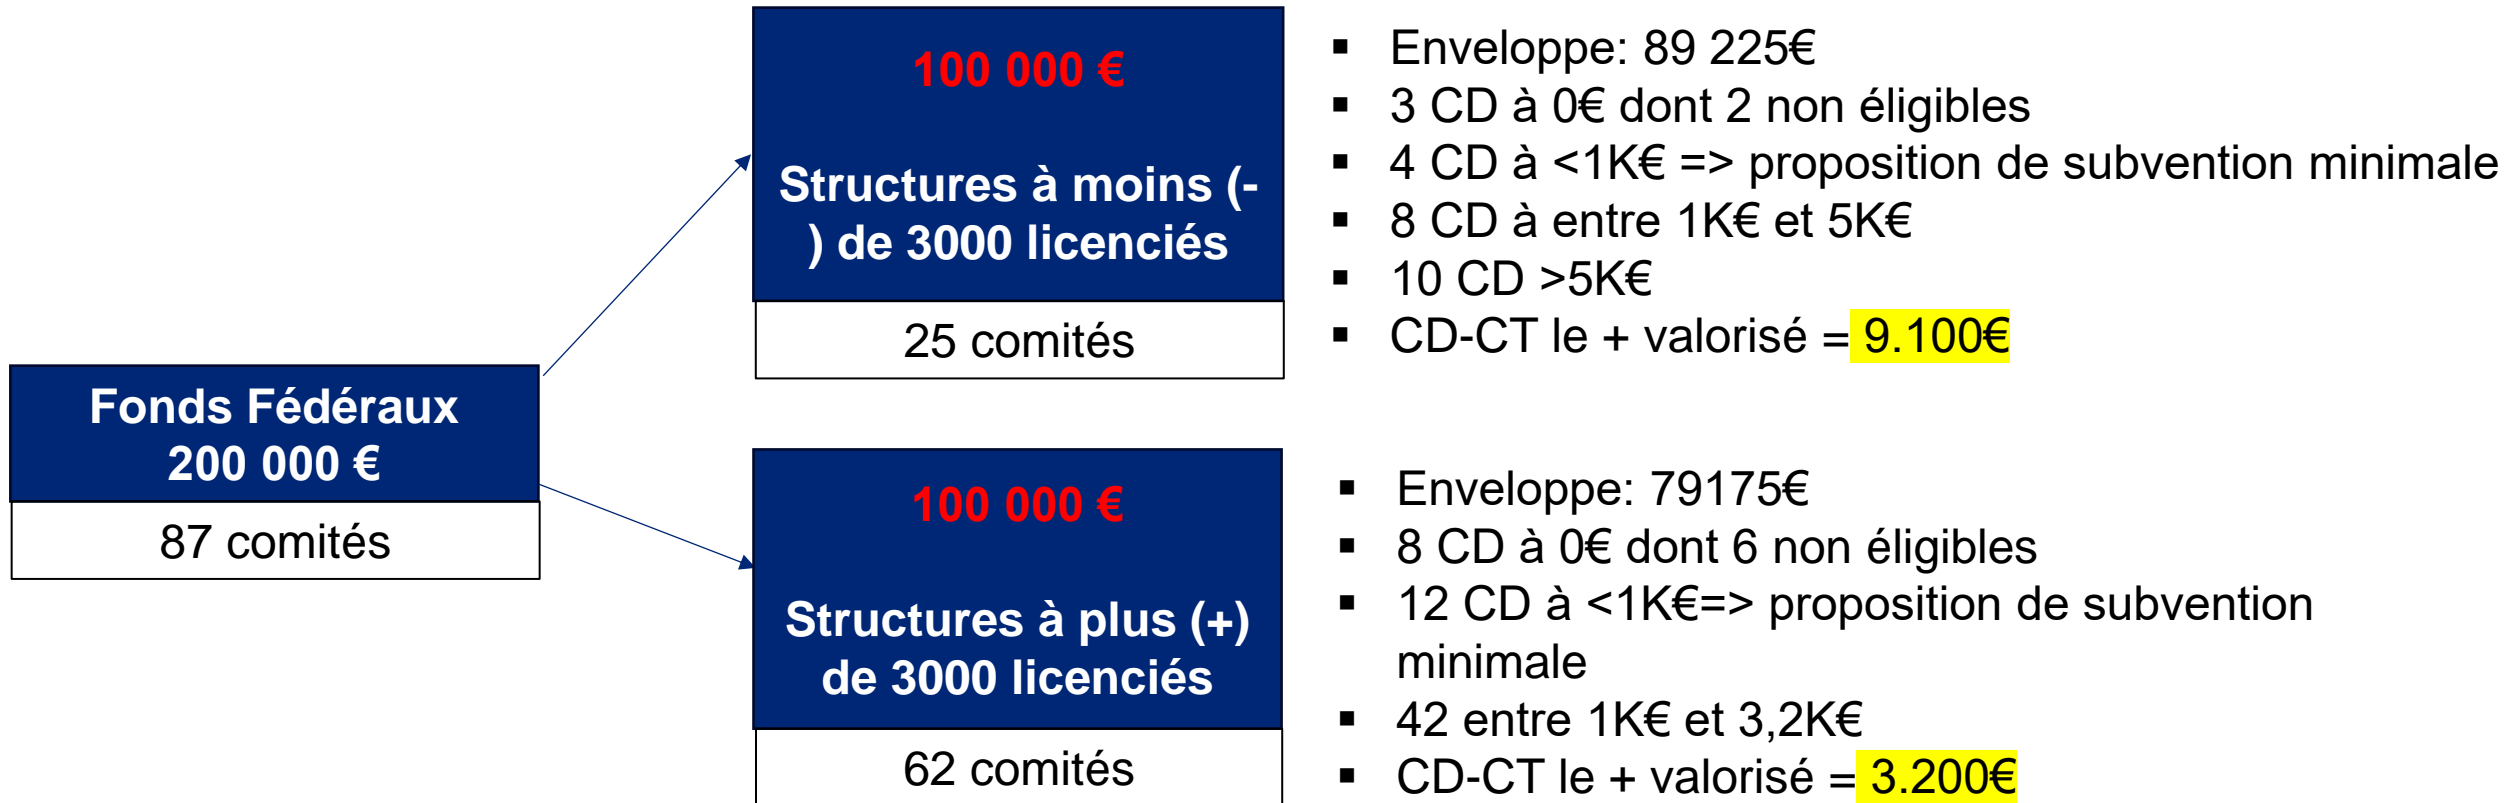 Fonds Fédéraux
200 000 €
87 comités
100 000 €
Structures à moins (-
) de 3000 licenciés
25 comités
▪ Enveloppe: 89 225€
▪ 3 CD à 0€ dont 2 non éligibles
▪ 4 CD à <1K€ => proposition de subvention minimale
▪ 8 CD à entre 1K€ et 5K€
▪ 10 CD >5K€
▪ CD-CT le + valorisé = 9.100€
100 000 €
Structures à plus (+)
de 3000 licenciés
62 comités
▪ Enveloppe: 79175€
▪ 8 CD à 0€ dont 6 non éligibles
▪ 12 CD à <1K€=> proposition de subvention
minimale
▪ 42 entre 1K€ et 3,2K€
▪ CD-CT le + valorisé = 3.200€